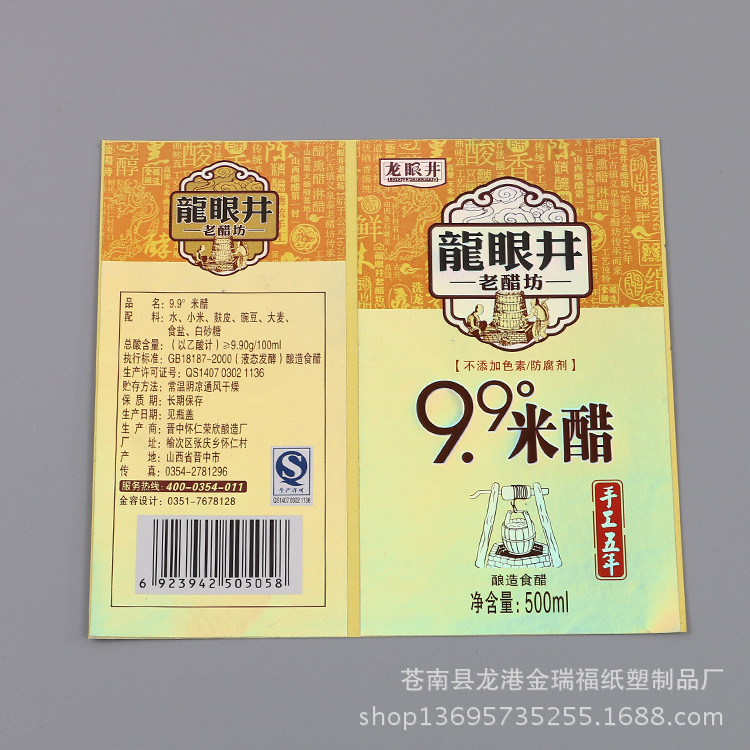 龍眼井
老醋坊
品　名：9.9° 米醋
配　料：水、小米、麸皮、豌豆、大麦、
食盐、白砂糖
总酸含量：（以乙酸计）≥9.90g/100ml
执行标准：GB18187-2000（液态发酵）酿造食醋
生产许可证号：QS1407 0302 1136
贮存方法：常温阴凉通风干燥
保 质 期：长期保存
生产日期：见瓶盖
生 产 商：晋中怀仁荣欣酿造厂
厂　址：榆次区张庆乡怀仁村
产　地：山西省晋中市
传　真：0354-2781296
服务热线：400-0354-011
金容设计：0351-7678128
QS
生产许可
QS1407 0302 1136
6 923942 505058
龙眼井
龍眼井
老醋坊
【不添加色素/防腐剂】
9.9°米醋
手工五年
酿造食醋
净含量：500ml
苍南县龙港金瑞福纸塑制品厂
shop13695735255.1688.com